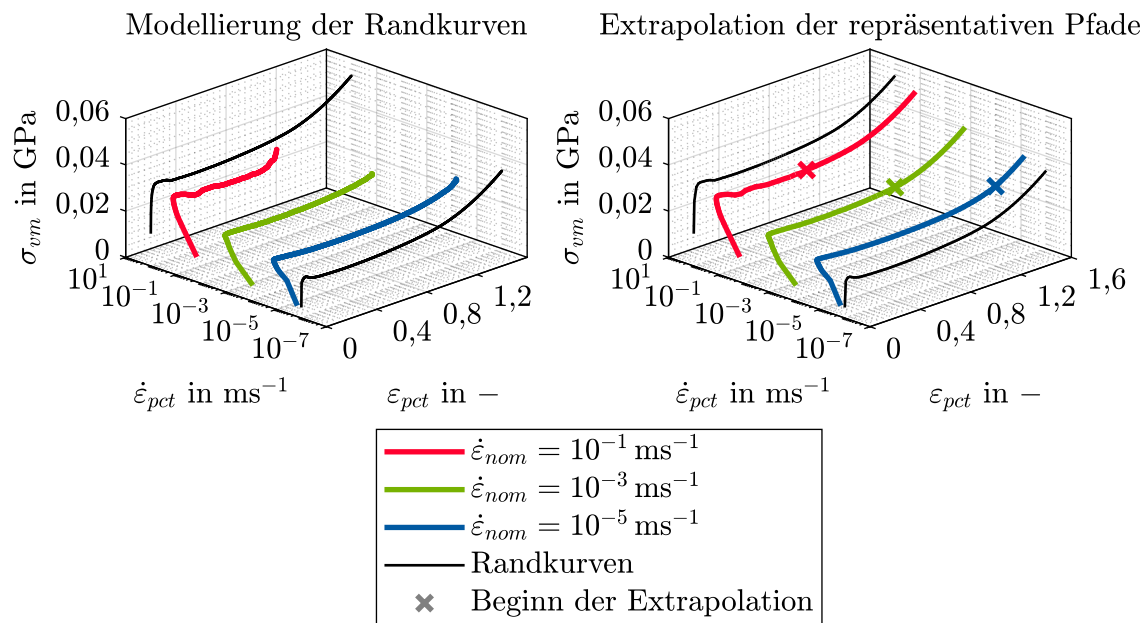 Modellierung der Randkurven
Extrapolation der repräsentativen Pfade
σ_vm in GPa
0,06
0,04
0,02
0
10^1
10^−1
10^−3
10^−5
10^−7
0
0,4
0,8
1,2
ε̇_pct in ms^−1
ε_pct in −
σ_vm in GPa
0,06
0,04
0,02
0
10^1
10^−1
10^−3
10^−5
10^−7
0
0,4
0,8
1,2
1,6
ε̇_pct in ms^−1
ε_pct in −
ε̇_nom = 10^−1 ms^−1
ε̇_nom = 10^−3 ms^−1
ε̇_nom = 10^−5 ms^−1
Randkurven
Beginn der Extrapolation